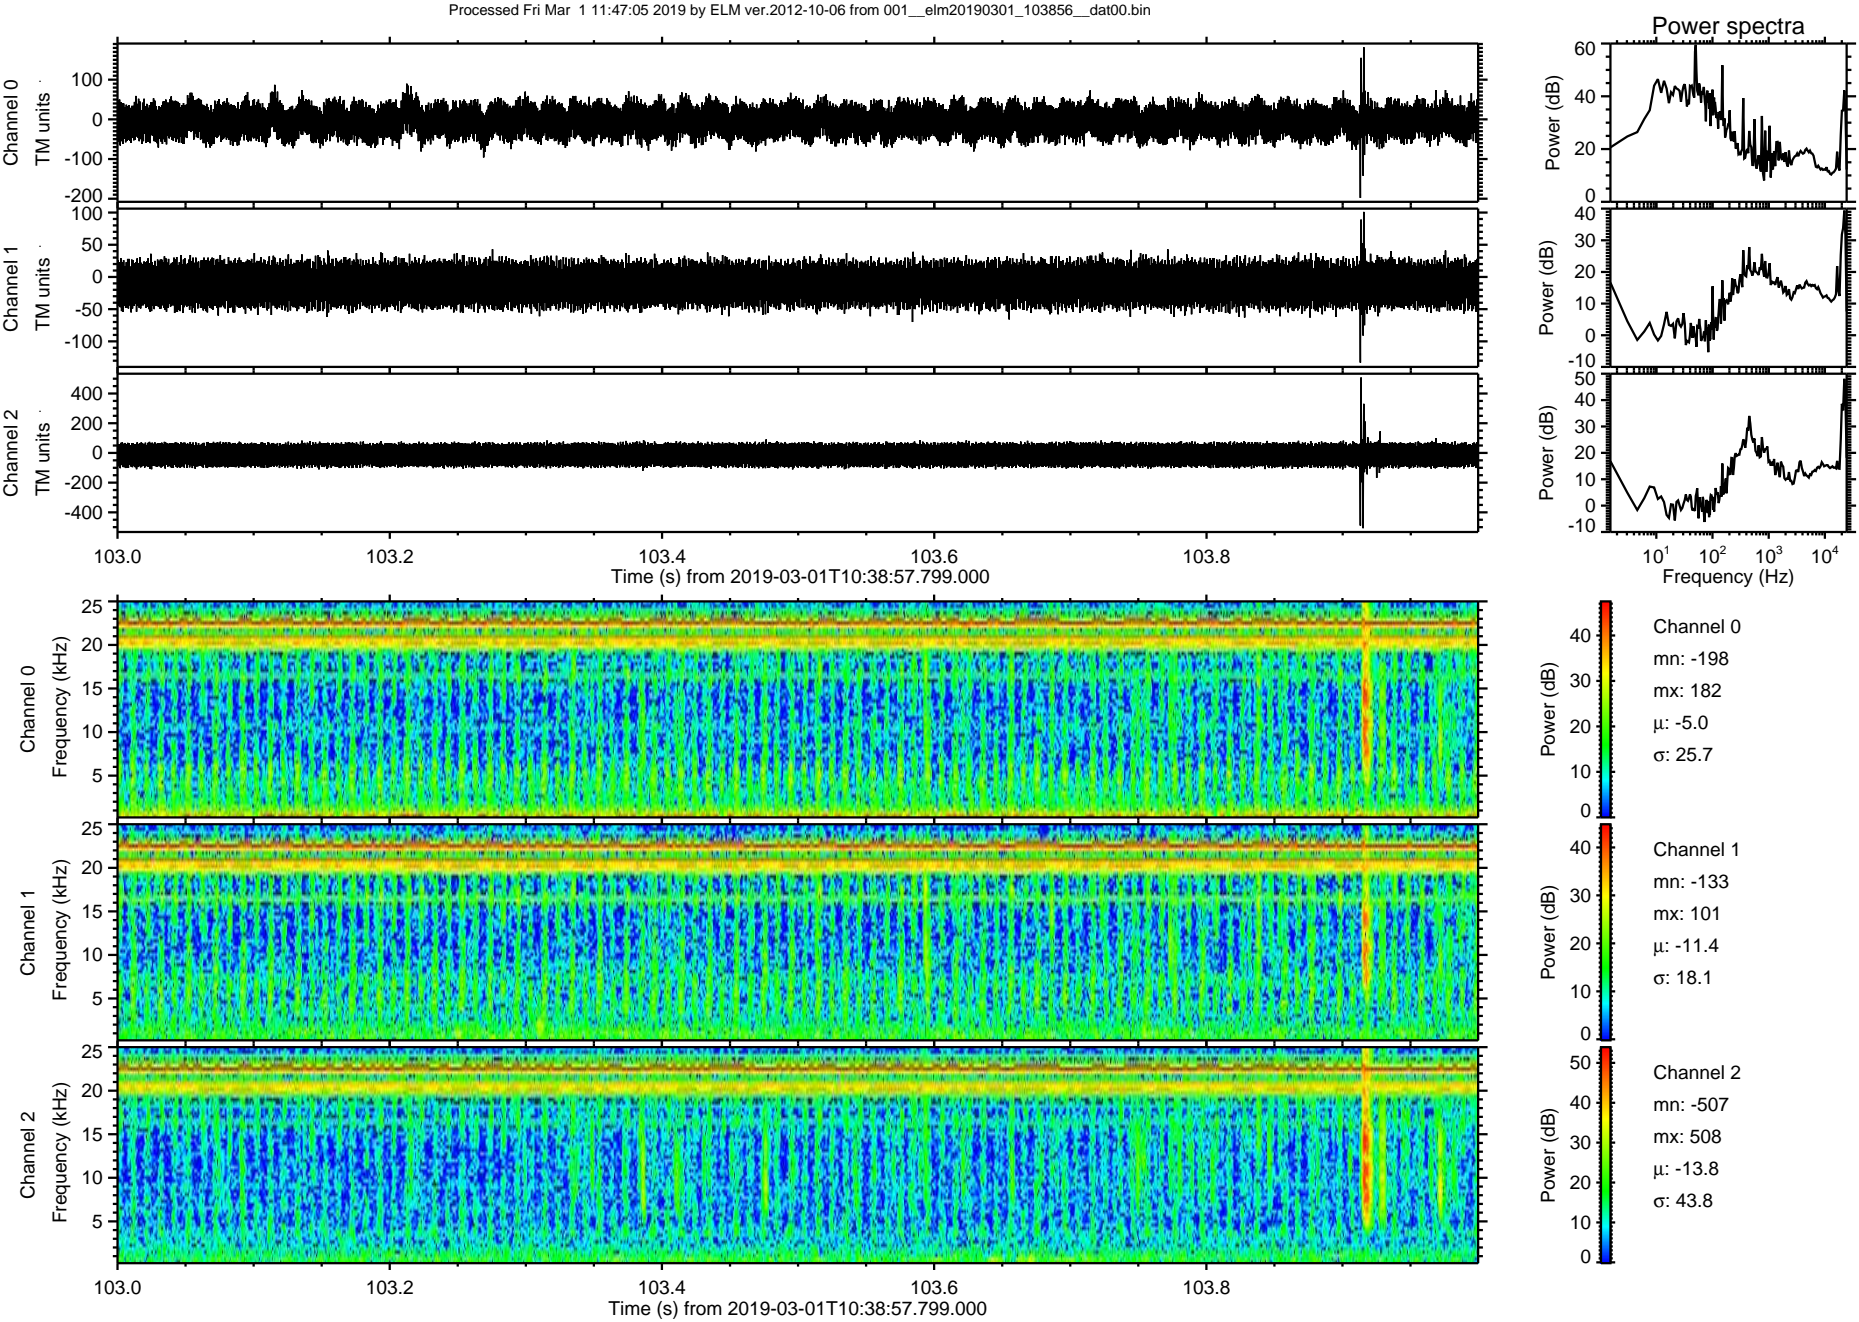 Processed Fri Mar  1 11:47:05 2019 by ELM ver.2012-10-06 from 001__elm20190301_103856__dat00.bin
Power spectra
Channel 0
TM units
100
0
-100
-200
Power (dB)
60
40
20
0
Channel 1
TM units
100
50
0
-50
-100
Power (dB)
40
30
20
10
0
-10
Channel 2
TM units
400
200
0
-200
-400
Power (dB)
50
40
30
20
10
0
-10
103.0 103.2 103.4 103.6 103.8
Time (s) from 2019-03-01T10:38:57.799.000
10¹ 10² 10³ 10⁴
Frequency (Hz)
Channel 0
Frequency (kHz)
25
20
15
10
5
Power (dB)
40
30
20
10
0
Channel 0
mn: -198
mx: 182
μ: -5.0
σ: 25.7
Channel 1
Frequency (kHz)
25
20
15
10
5
Power (dB)
40
30
20
10
0
Channel 1
mn: -133
mx: 101
μ: -11.4
σ: 18.1
Channel 2
Frequency (kHz)
25
20
15
10
5
Power (dB)
50
40
30
20
10
0
Channel 2
mn: -507
mx: 508
μ: -13.8
σ: 43.8
103.0 103.2 103.4 103.6 103.8
Time (s) from 2019-03-01T10:38:57.799.000